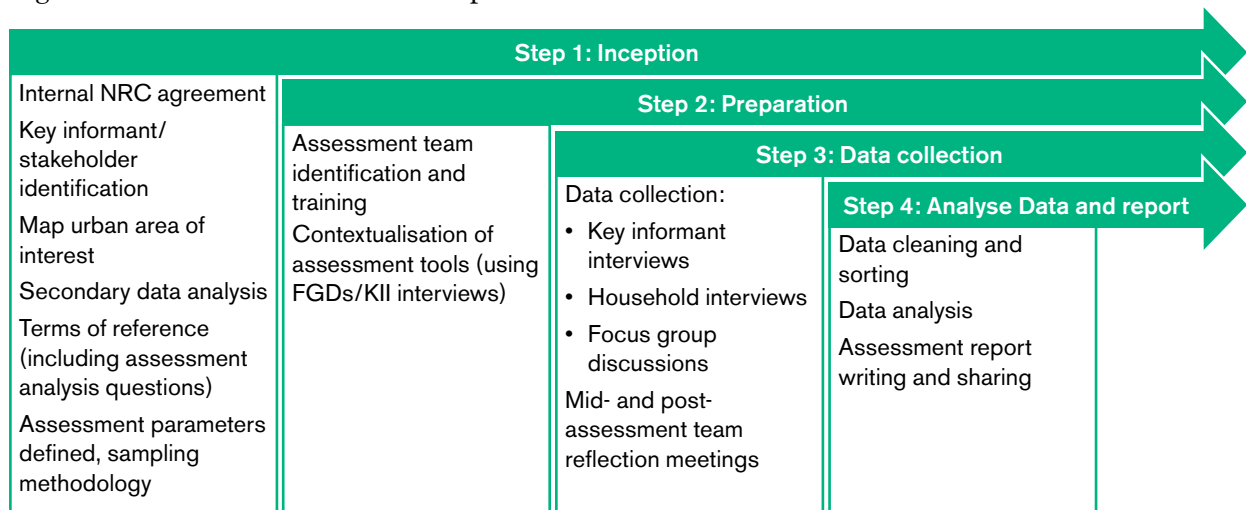 Step 1: Inception
Internal NRC agreement
Key informant/
stakeholder
identification
Map urban area of
interest
Secondary data analysis
Terms of reference
(including assessment
analysis questions)
Assessment parameters
defined, sampling
methodology
Step 2: Preparation
Assessment team
identification and
training
Contextualisation of
assessment tools (using
FGDs/KII interviews)
Step 3: Data collection
Data collection:
• Key informant
interviews
• Household interviews
• Focus group
discussions
Mid- and post-
assessment team
reflection meetings
Step 4: Analyse Data and report
Data cleaning and
sorting
Data analysis
Assessment report
writing and sharing